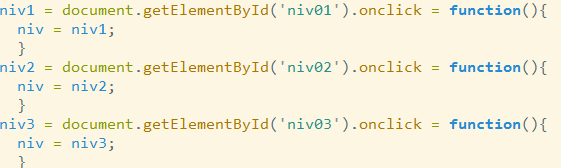 niv1 = document.getElementById('niv01').onclick = function(){
niv = niv1;
}
niv2 = document.getElementById('niv02').onclick = function(){
niv = niv2;
}
niv3 = document.getElementById('niv03').onclick = function(){
niv = niv3;
}